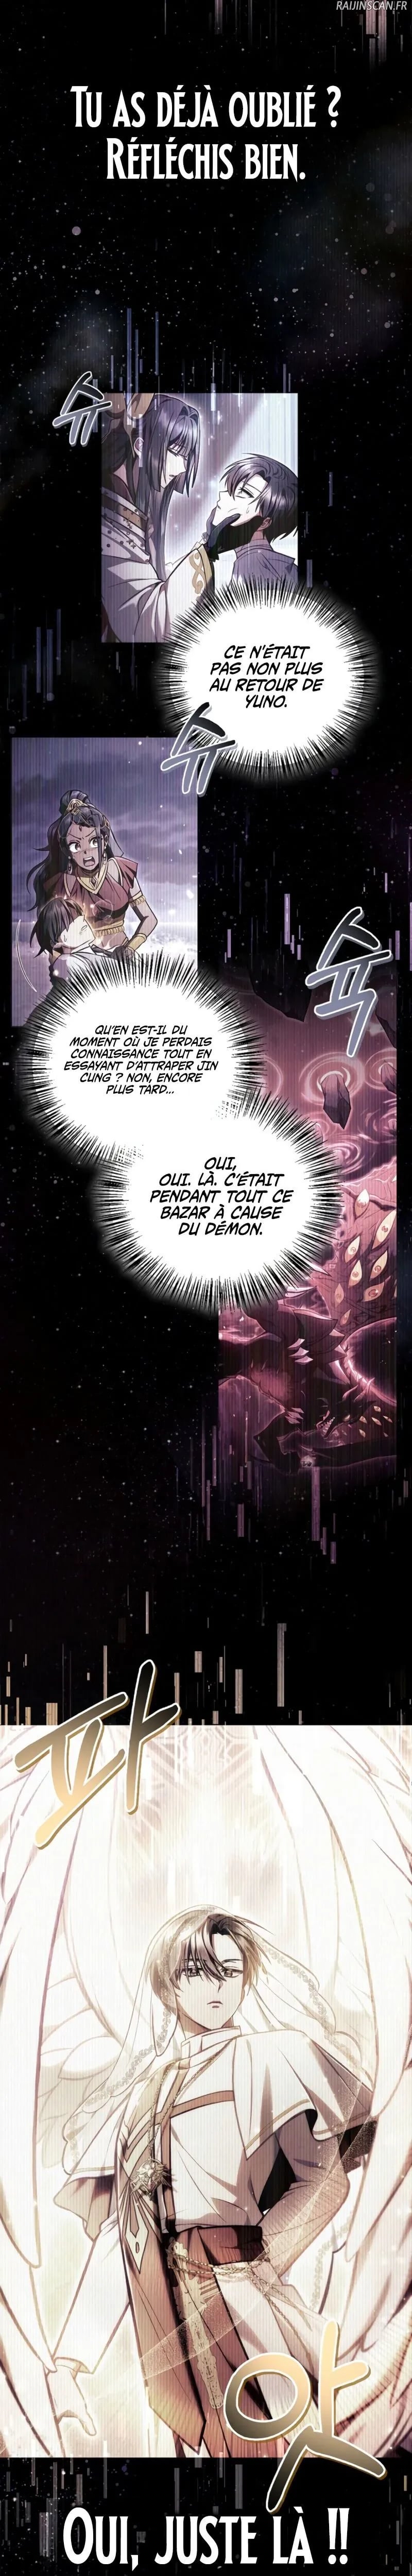 RAIJINSCAN.FR
TU AS DÉJÀ OUBLIÉ ?
RÉFLÉCHIS BIEN.
슈
CE N'ÉTAIT
PAS NON PLUS
AU RETOUR DE
YUNO.
슈
슉
QU'EN EST-IL DU
MOMENT OÙ JE PERDAIS
CONNAISSANCE TOUT EN
ESSAYANT D'ATTRAPER JIN
CUNG ? NON, ENCORE
PLUS TARD...
OUI,
OUI. LÀ. C'ÉTAIT
PENDANT TOUT CE
BAZAR À CAUSE
DU DÉMON.
파
앗
OUI, JUSTE LÀ !!